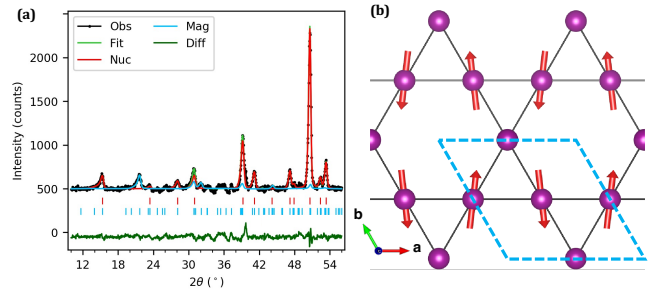 (a)
Obs
Fit
Nuc
Mag
Diff
Intensity (counts)
2500
2000
1500
1000
500
0
12 18 24 30 36 42 48 54
2θ (°)
(b)
b
a